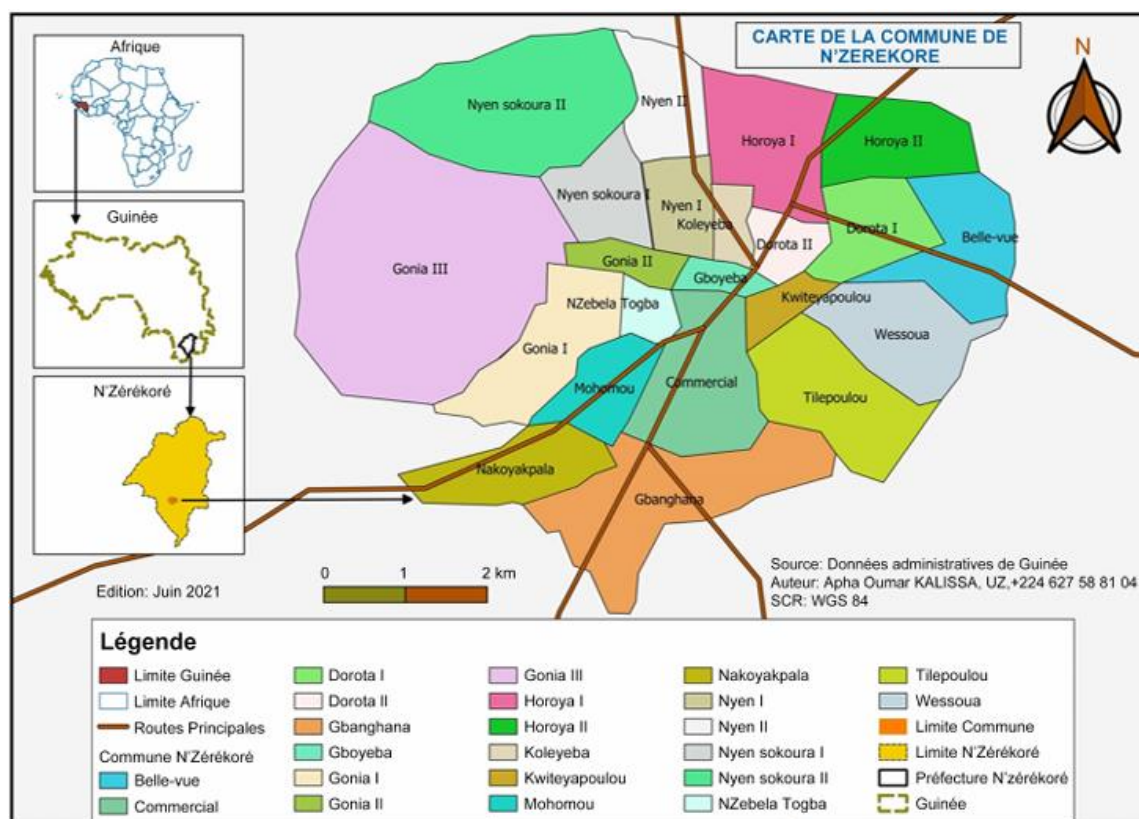 CARTE DE LA COMMUNE DE
N'ZEREKORE
N
Afrique
Guinée
N'Zérékoré
Nyen sokoura II
Nyen II
Horoya I
Horoya II
Nyen sokoura I
Nyen I
Koleyeba
Dorota II
Dorota I
Belle-vue
Gonia III
Gonia II
Gboyeba
Kwiteyapoulou
NZebela Togba
Wessoua
Gonia I
Mohomou
Commercial
Tilepoulou
Nakoyakpala
Gbanghana
Edition: Juin 2021
0 1 2 km
Source: Données administratives de Guinée
Auteur: Apha Oumar KALISSA, UZ,+224 627 58 81 04
SCR: WGS 84
Légende
Limite Guinée
Limite Afrique
Routes Principales
Commune N'Zérékoré
Belle-vue
Commercial
Dorota I
Dorota II
Gbanghana
Gboyeba
Gonia I
Gonia II
Gonia III
Horoya I
Horoya II
Koleyeba
Kwiteyapoulou
Mohomou
Nakoyakpala
Nyen I
Nyen II
Nyen sokoura I
Nyen sokoura II
NZebela Togba
Tilepoulou
Wessoua
Limite Commune
Limite N'Zérékoré
Préfecture N'zérékoré
Guinée